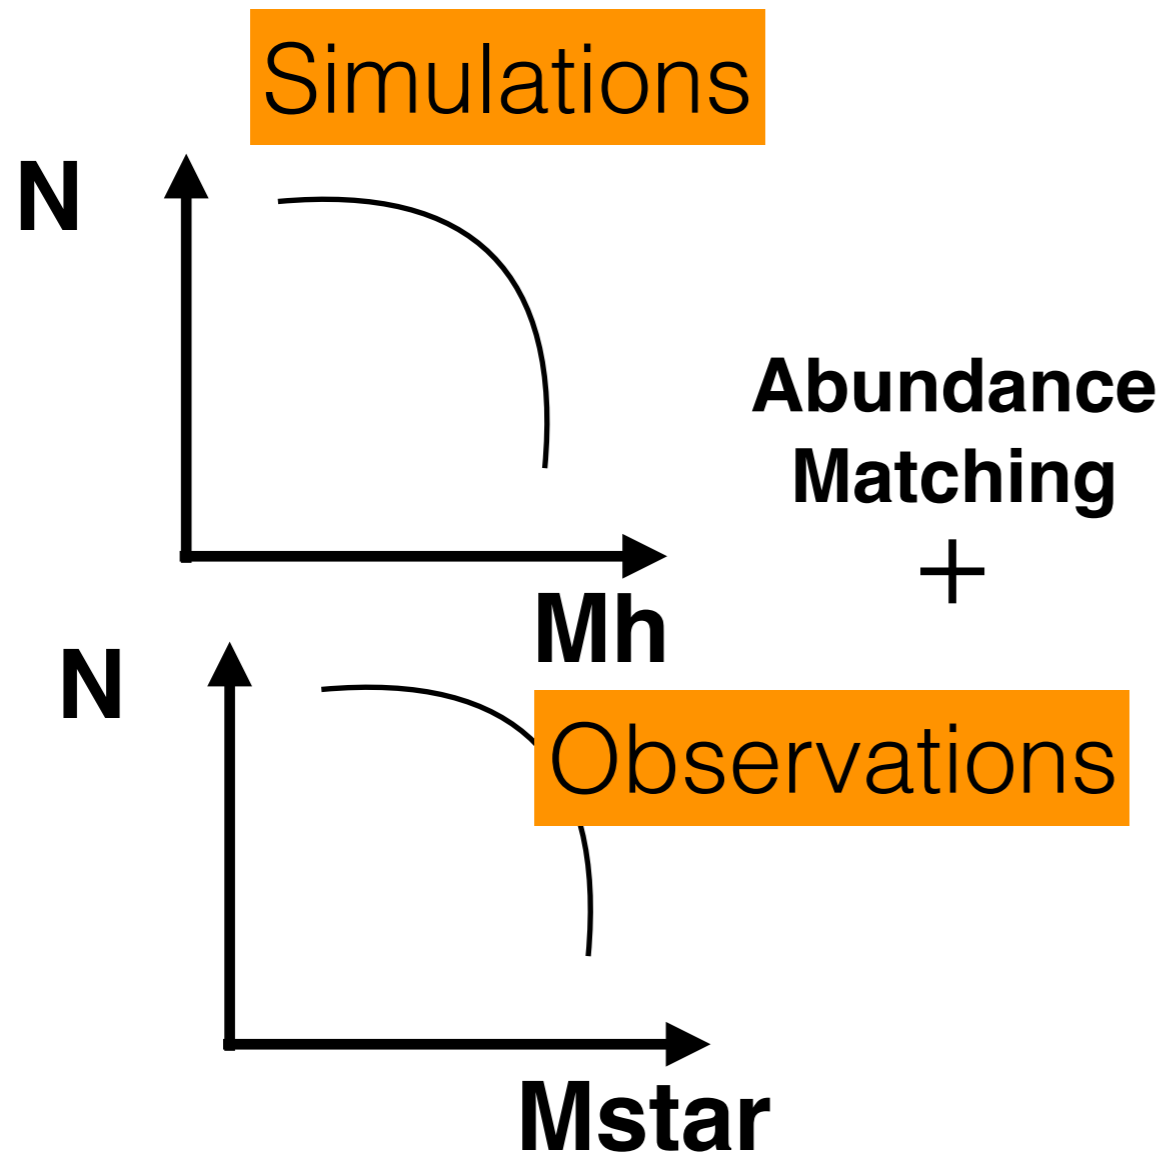 Simulations
N
Abundance
Matching
+
Mh
N
Observations
Mstar